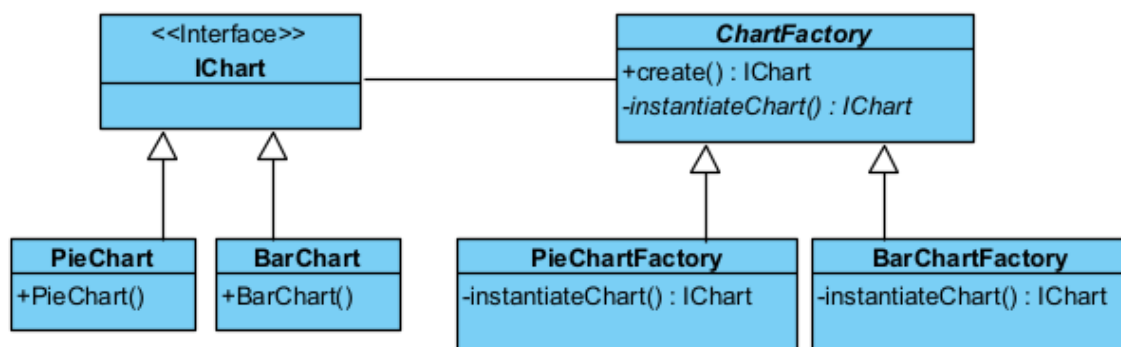 <<Interface>>
IChart
ChartFactory
+create() : IChart
-instantiateChart() : IChart
PieChart
+PieChart()
BarChart
+BarChart()
PieChartFactory
-instantiateChart() : IChart
BarChartFactory
-instantiateChart() : IChart